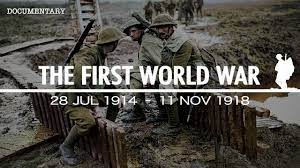 DOCUMENTARY
THE FIRST WORLD WAR
28 JUL 1914 - 11 NOV 1918